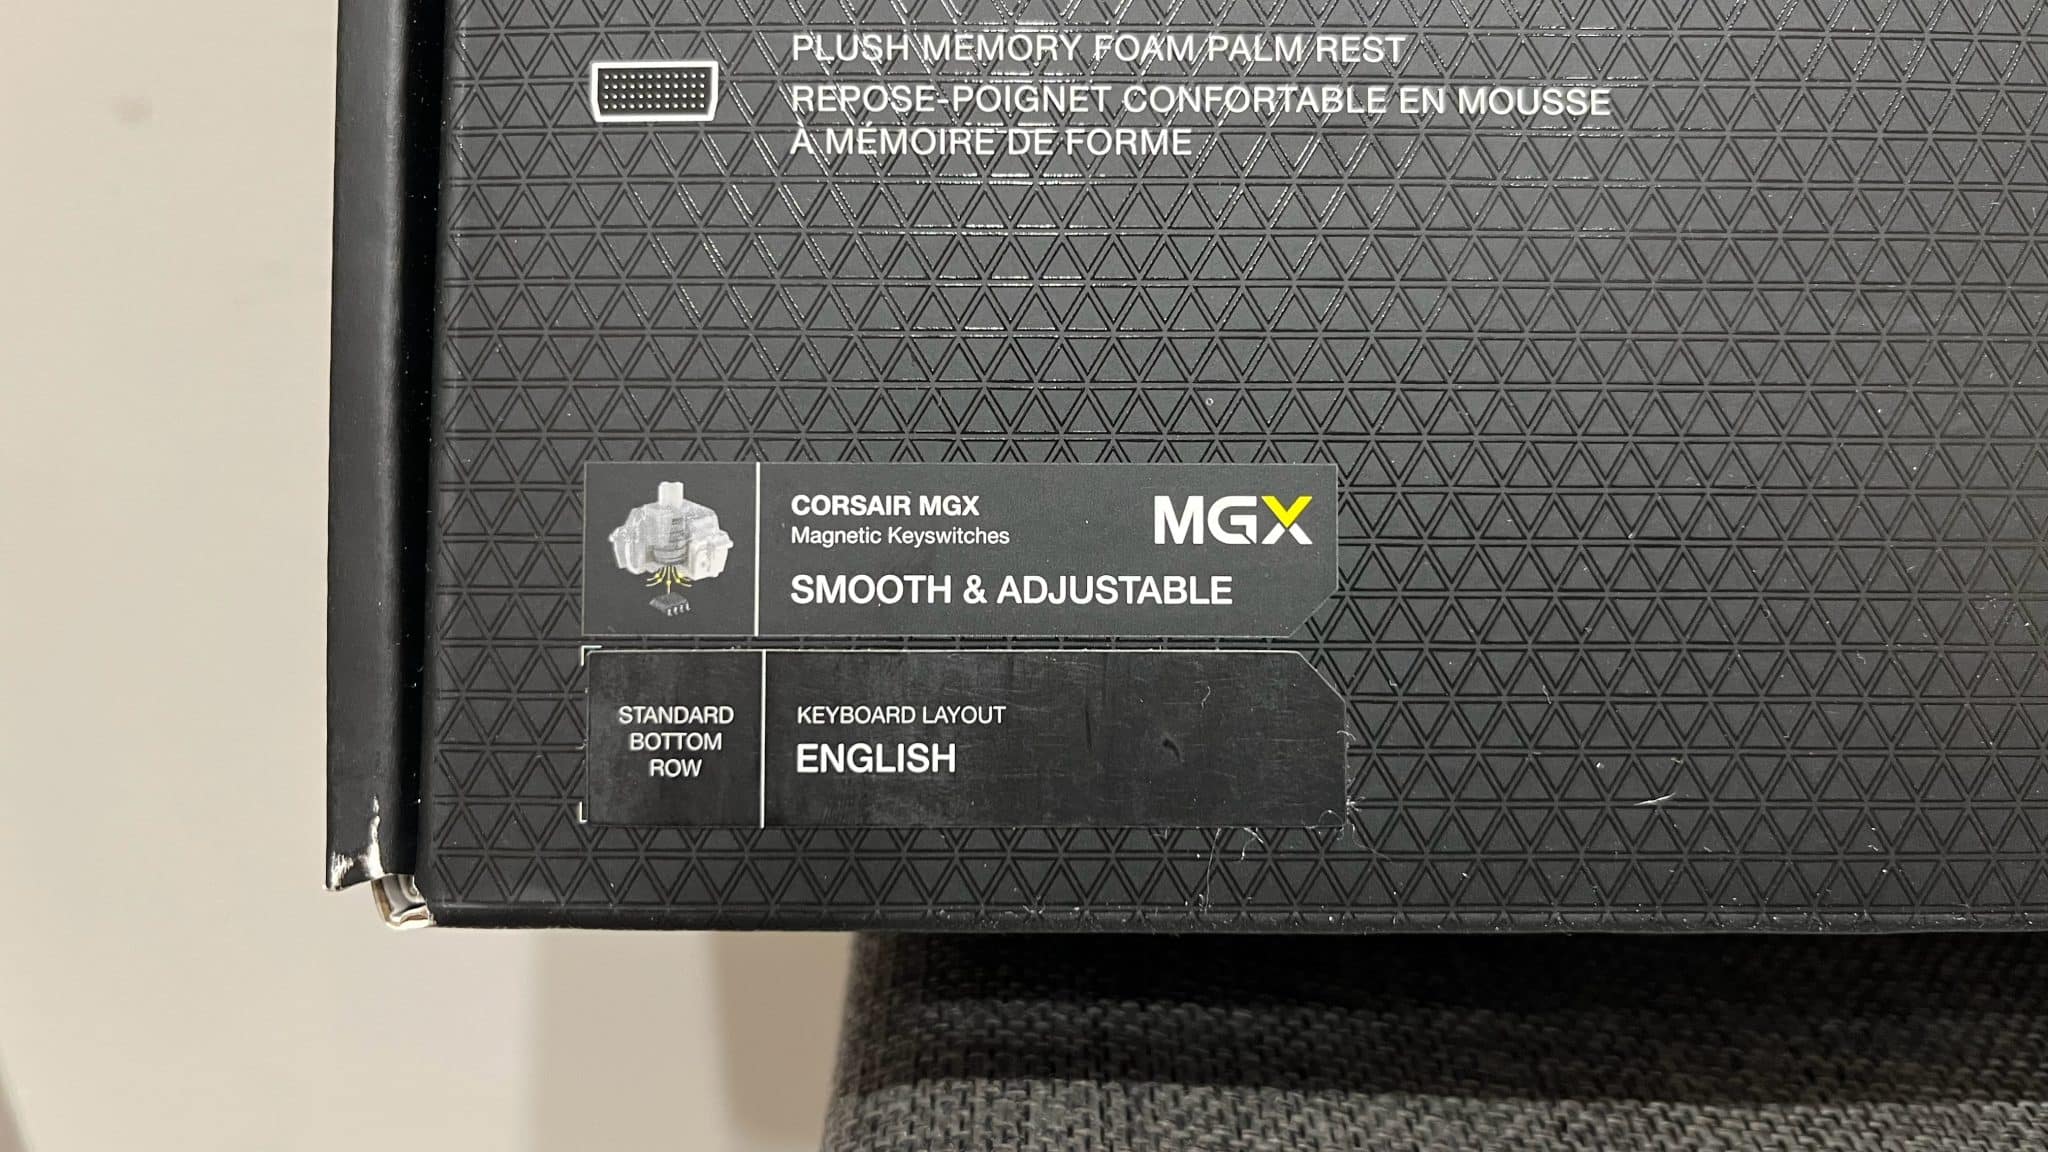 PLUSH MEMORY FOAM PALM REST
REPOSE-POIGNET CONFORTABLE EN MOUSSE
À MÉMOIRE DE FORME
CORSAIR MGX
Magnetic Keyswitches
MGX
SMOOTH & ADJUSTABLE
STANDARD
BOTTOM
ROW
KEYBOARD LAYOUT
ENGLISH